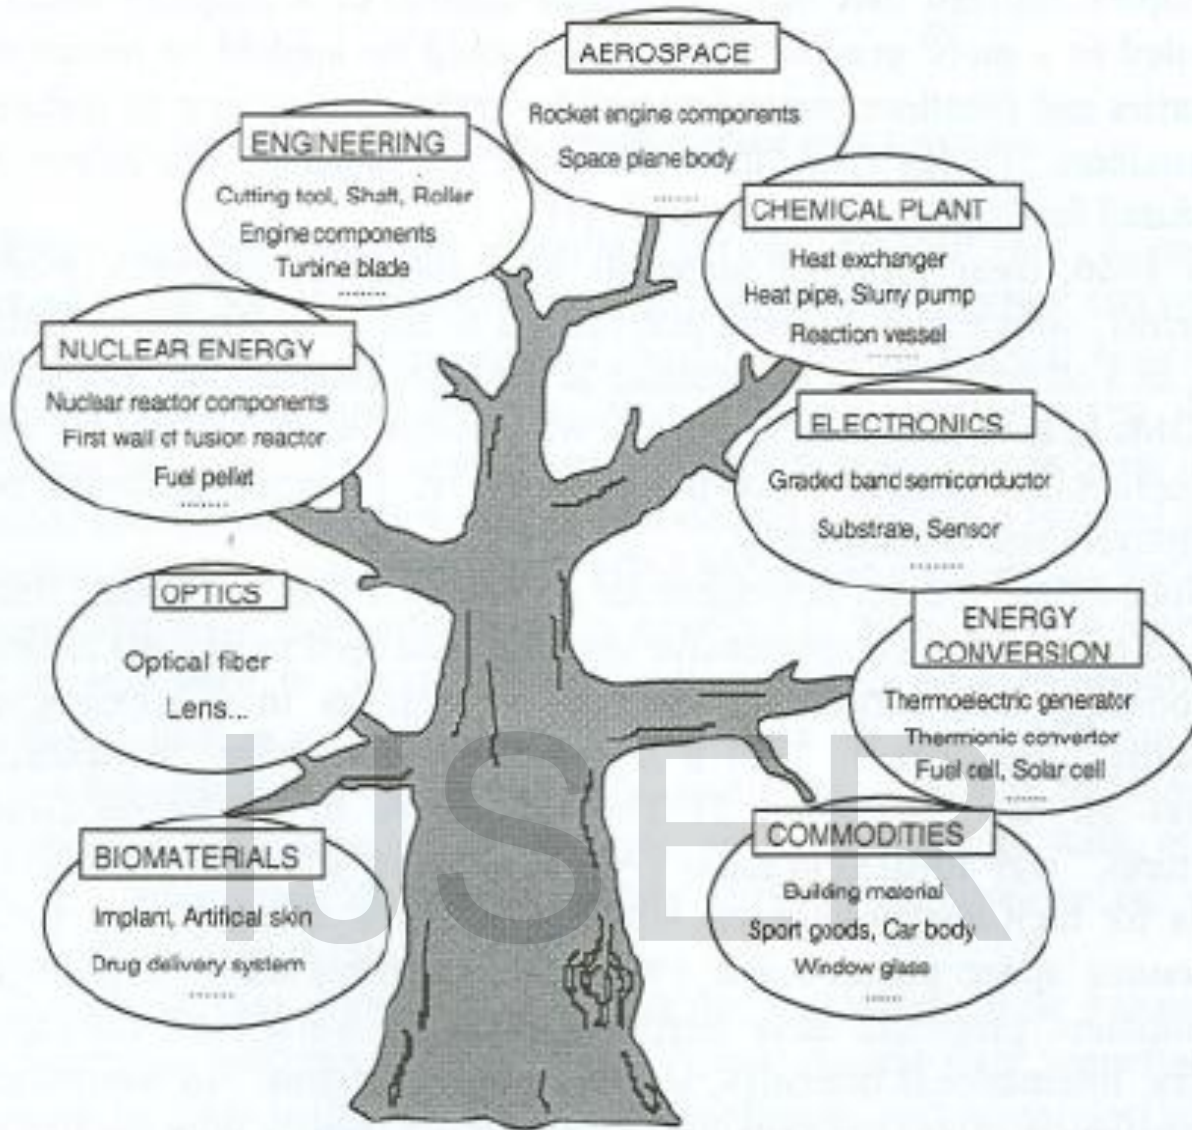 AEROSPACE
Rocket engine components
Space plane body
......
ENGINEERING
Cutting tool, Shaft, Roller
Engine components
Turbine blade
.......
CHEMICAL PLANT
Heat exchanger
Heat pipe, Slurry pump
Reaction vessel
.......
NUCLEAR ENERGY
Nuclear reactor components
First wall of fusion reactor
Fuel pellet
.......
ELECTRONICS
Graded band semiconductor
Substrate, Sensor
.......
OPTICS
Optical fiber
Lens...
ENERGY
CONVERSION
Thermoelectric generator
Thermionic convertor
Fuel cell, Solar cell
......
BIOMATERIALS
Implant, Artifical skin
Drug delivery system
......
COMMODITIES
Building material
Sport goods, Car body
Window glass
......
IJSER